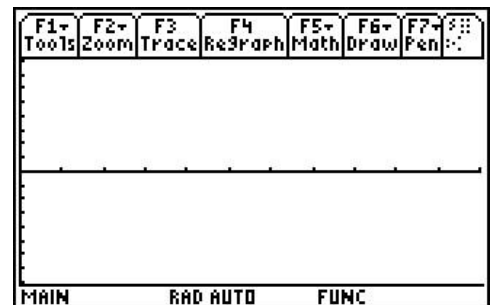 F1 F2 F3 F4 F5 F6 F7
Tools Zoom Trace ReGraph Math Draw Pen
MAIN RAD AUTO FUNC